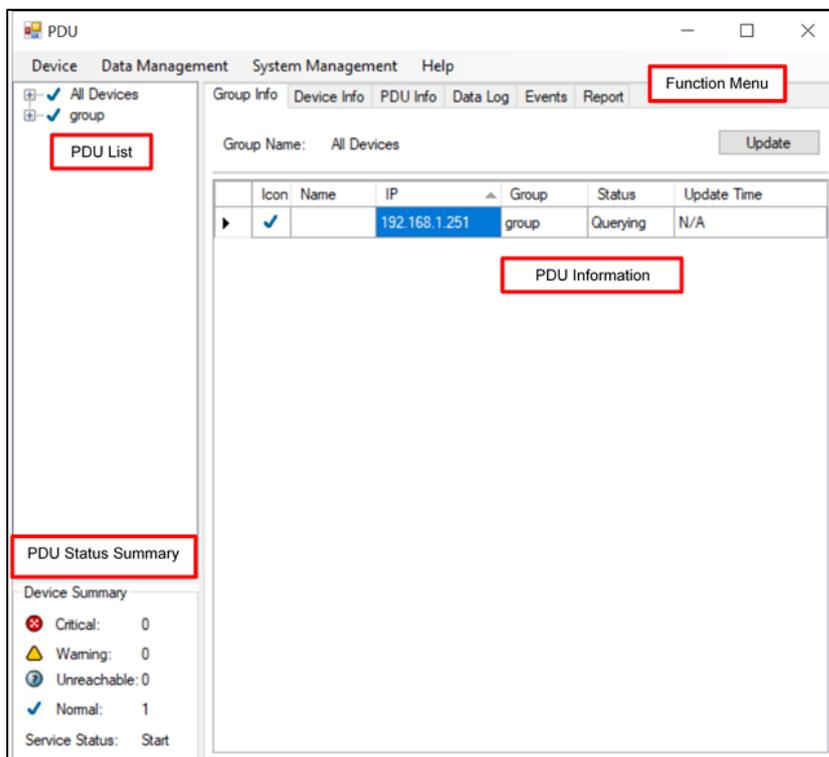 PDU
Device Data Management System Management Help
Function Menu
All Devices
group
PDU List
Group Info Device Info PDU Info Data Log Events Report
Group Name: All Devices Update
Icon Name IP Group Status Update Time
192.168.1.251 group Querying N/A
PDU Information
PDU Status Summary
Device Summary
Critical: 0
Warning: 0
Unreachable: 0
Normal: 1
Service Status: Start